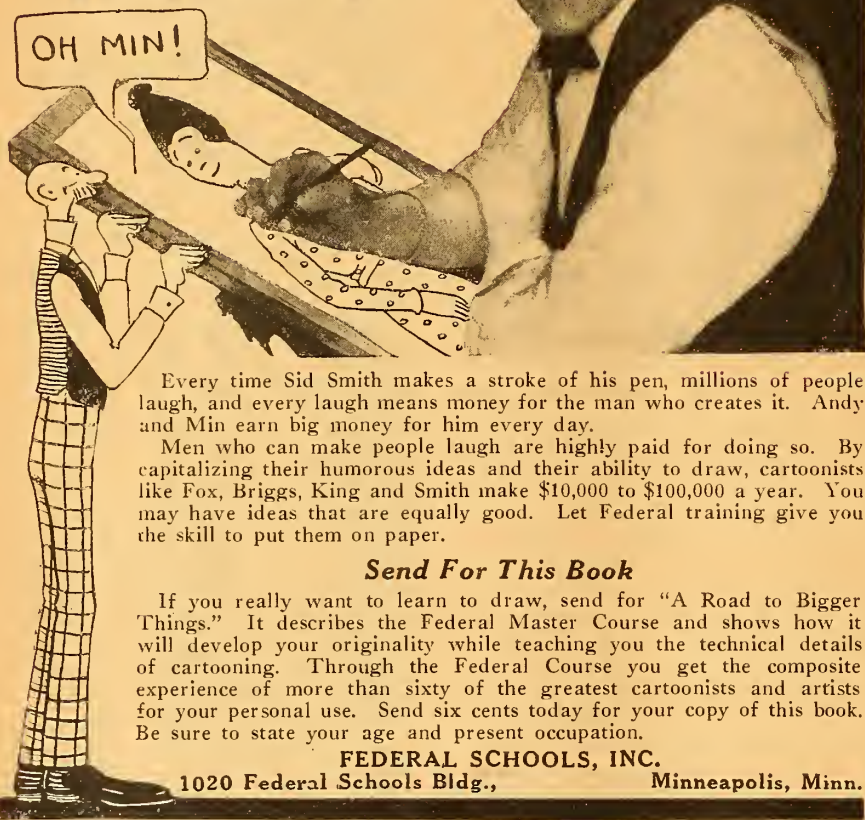 OH MIN!
Every time Sid Smith makes a stroke of his pen, millions of people
laugh, and every laugh means money for the man who creates it. Andy
and Min earn big money for him every day.
Men who can make people laugh are highly paid for doing so. By
capitalizing their humorous ideas and their ability to draw, cartoonists
like Fox, Briggs, King and Smith make $10,000 to $100,000 a year. You
may have ideas that are equally good. Let Federal training give you
the skill to put them on paper.
Send For This Book
If you really want to learn to draw, send for “A Road to Bigger
Things.” It describes the Federal Master Course and shows how it
will develop your originality while teaching you the technical details
of cartooning. Through the Federal Course you get the composite
experience of more than sixty of the greatest cartoonists and artists
for your personal use. Send six cents today for your copy of this book.
Be sure to state your age and present occupation.
FEDERAL SCHOOLS, INC.
1020 Federal Schools Bldg., Minneapolis, Minn.